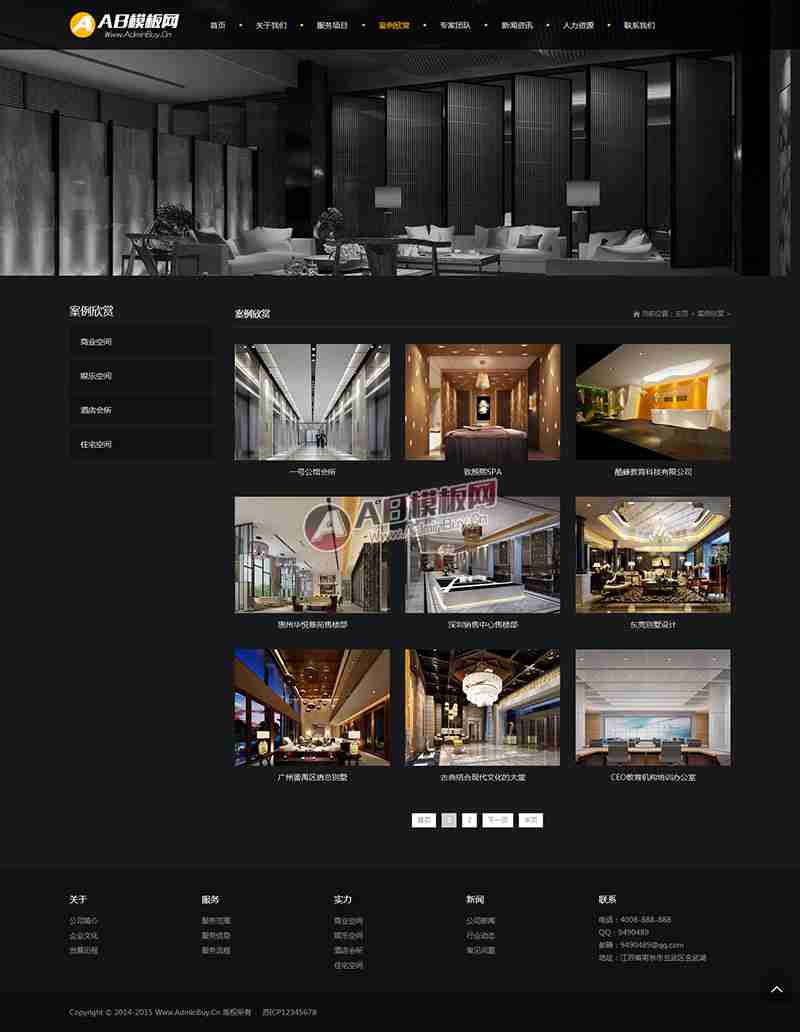 AB模板网
Www.AdminBuy.Cn
首页 关于我们 服务项目 案例欣赏 专家团队 新闻资讯 人力资源 联系我们
案例欣赏
商业空间
娱乐空间
酒店会所
住宅空间
案例欣赏
当前位置：主页 > 案例欣赏 >
一号公馆会所
致颜熙SPA
酷蜂教育科技有限公司
AB模板网
Www.AdminBuy.Cn
惠州华悦雅苑售楼部
深圳销售中心售楼部
东莞别墅设计
广州番禺区唐总别墅
古典结合现代文化的大堂
CEO教育机构培训办公室
首页 1 2 下一页 末页
关于
公司简介
企业文化
发展历程
服务
服务范围
服务信息
服务流程
实力
商业空间
娱乐空间
酒店会所
住宅空间
新闻
公司新闻
行业动态
常见问题
联系
电话：4008-888-888
QQ：9490489
邮箱：9490489@qq.com
地址：江苏省南京市玄武区玄武湖
Copyright © 2014-2015 Www.AdminBuy.Cn 版权所有 苏ICP12345678